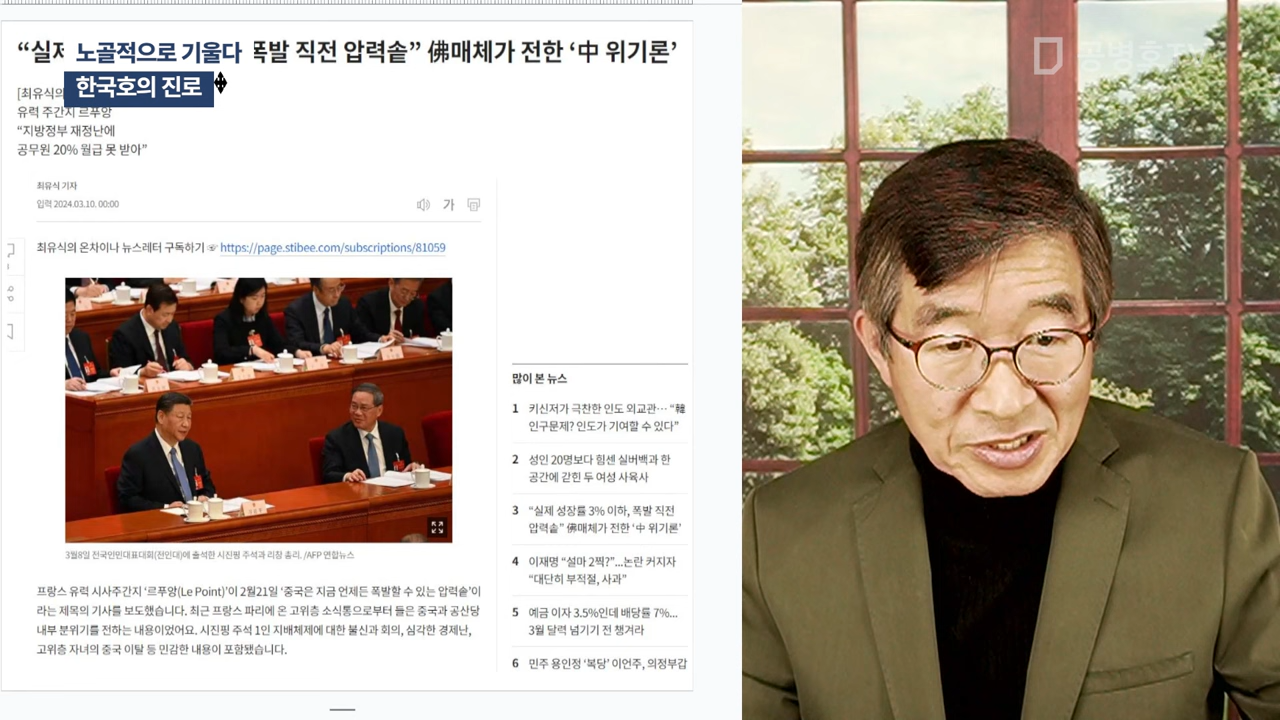 “실제 폭발 직전 압력솥” 佛매체가 전한 ‘中 위기론’
노골적으로 기울다
한국호의 진로
[최유식의
유력 주간지 르푸앙
“지방정부 재정난에
공무원 20% 월급 못 받아”
최유식 기자
입력 2024.03.10. 00:00
가
최유식의 온차이나 뉴스레터 구독하기 ☞ https://page.stibee.com/subscriptions/81059
3월8일 전국인민대표대회(전인대)에 출석한 시진핑 주석과 리창 총리. /AFP 연합뉴스
프랑스 유력 시사주간지 ‘르푸앙(Le Point)’이 2월21일 ‘중국은 지금 언제든 폭발할 수 있는 압력솥’이
라는 제목의 기사를 보도했습니다. 최근 프랑스 파리에 온 고위층 소식통으로부터 들은 중국과 공산당
내부 분위기를 전하는 내용이었어요. 시진핑 주석 1인 지배체제에 대한 불신과 회의, 심각한 경제난,
고위층 자녀의 중국 이탈 등 민감한 내용이 포함됐습니다.
많이 본 뉴스
1 키신저가 극찬한 인도 외교관… “韓
인구문제? 인도가 기여할 수 있다”
2 성인 20명보다 힘센 실버백과 한
공간에 갇힌 두 여성 사육사
3 “실제 성장률 3% 이하, 폭발 직전
압력솥” 佛매체가 전한 ‘中 위기론’
4 이재명 “설마 2찍?”...논란 커지자
“대단히 부적절, 사과”
5 예금 이자 3.5%인데 배당률 7%...
3월 달력 넘기기 전 챙겨라
6 민주 용인정 ‘복당’ 이언주, 의정부갑
공병호TV